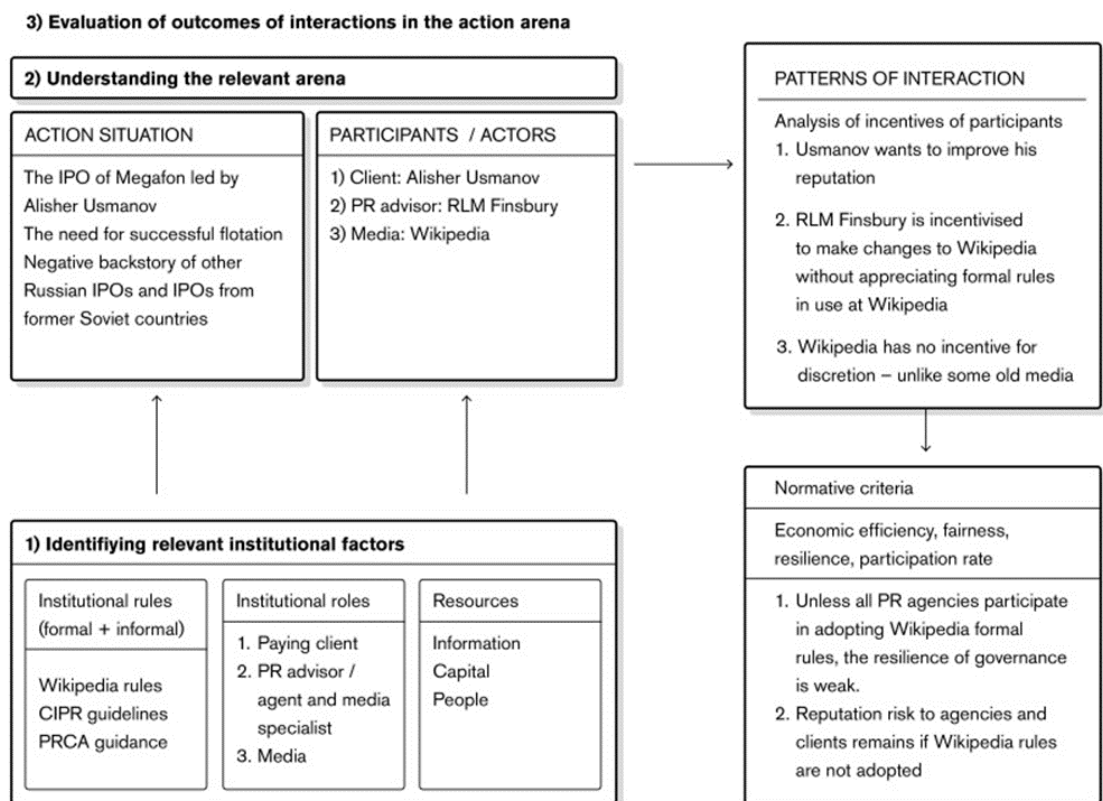 3) Evaluation of outcomes of interactions in the action arena
2) Understanding the relevant arena
ACTION SITUATION
The IPO of Megafon led by
Alisher Usmanov
The need for successful flotation
Negative backstory of other
Russian IPOs and IPOs from
former Soviet countries
PARTICIPANTS / ACTORS
1) Client: Alisher Usmanov
2) PR advisor: RLM Finsbury
3) Media: Wikipedia
PATTERNS OF INTERACTION
Analysis of incentives of participants
1. Usmanov wants to improve his
reputation
2. RLM Finsbury is incentivised
to make changes to Wikipedia
without appreciating formal rules
in use at Wikipedia
3. Wikipedia has no incentive for
discretion – unlike some old media
1) Identifiying relevant institutional factors
Institutional rules
(formal + informal)
Wikipedia rules
CIPR guidelines
PRCA guidance
Institutional roles
1. Paying client
2. PR advisor /
agent and media
specialist
3. Media
Resources
Information
Capital
People
Normative criteria
Economic efficiency, fairness,
resilience, participation rate
1. Unless all PR agencies participate
in adopting Wikipedia formal
rules, the resilience of governance
is weak.
2. Reputation risk to agencies and
clients remains if Wikipedia rules
are not adopted